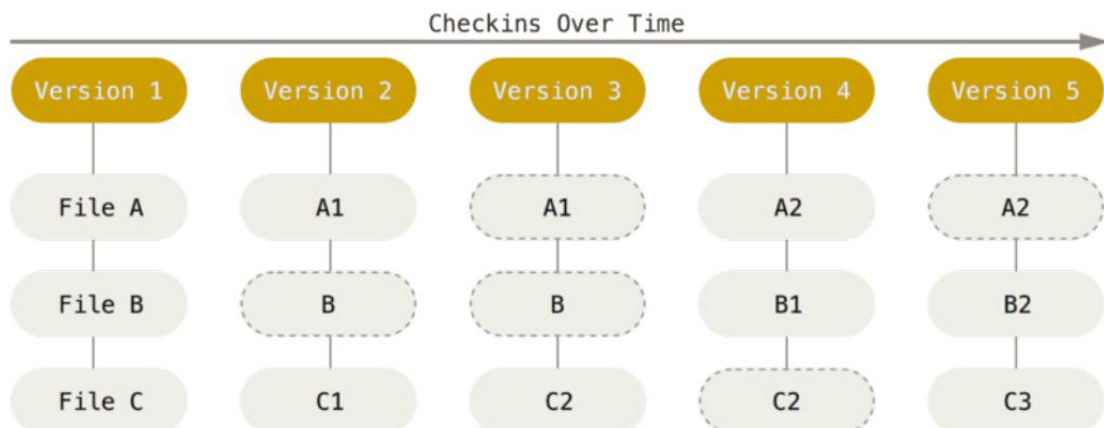 Checkins Over Time
Version 1 Version 2 Version 3 Version 4 Version 5
File A A1 A1 A2 A2
File B B B B1 B2
File C C1 C2 C2 C3